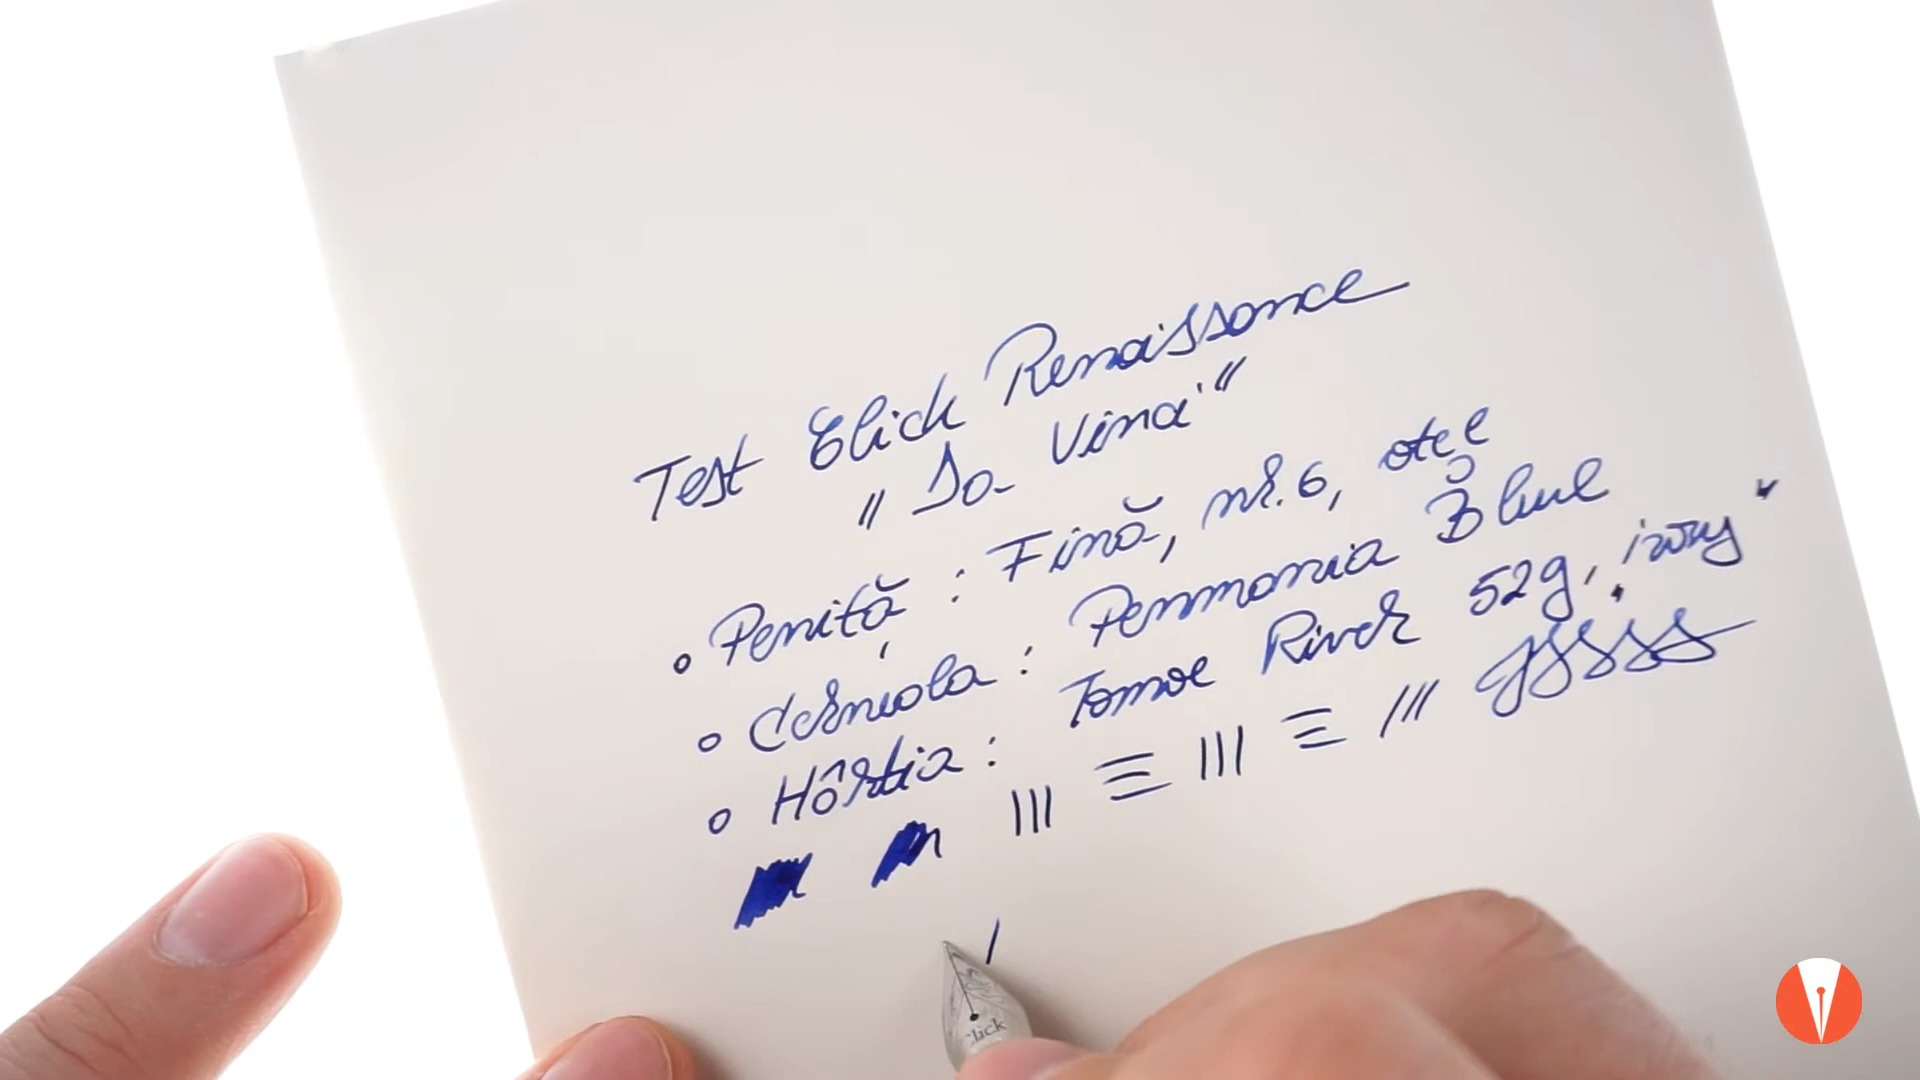 Test Click Renaissance
„ Da Vinci "
• Peniță : Fină, nr. 6, oțel
• Cerneala : Penmania Blue
• Hârtia : Tomoe River 52g, ivory
Click